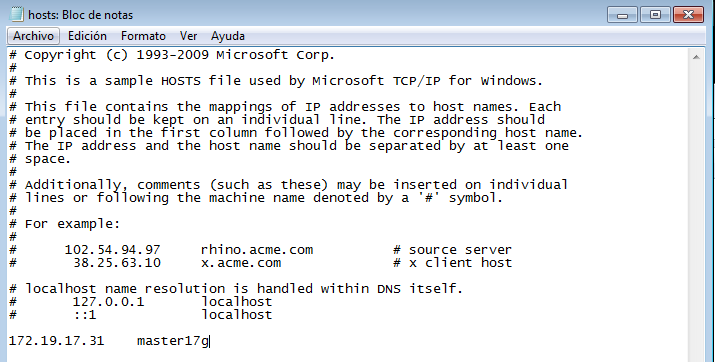 hosts: Bloc de notas
Archivo Edición Formato Ver Ayuda
# Copyright (c) 1993-2009 Microsoft Corp.
#
# This is a sample HOSTS file used by Microsoft TCP/IP for Windows.
#
# This file contains the mappings of IP addresses to host names. Each
# entry should be kept on an individual line. The IP address should
# be placed in the first column followed by the corresponding host name.
# The IP address and the host name should be separated by at least one
# space.
#
# Additionally, comments (such as these) may be inserted on individual
# lines or following the machine name denoted by a '#' symbol.
#
# For example:
#
#      102.54.94.97     rhino.acme.com          # source server
#       38.25.63.10     x.acme.com              # x client host

# localhost name resolution is handled within DNS itself.
#       127.0.0.1       localhost
#       ::1             localhost

172.19.17.31    master17g